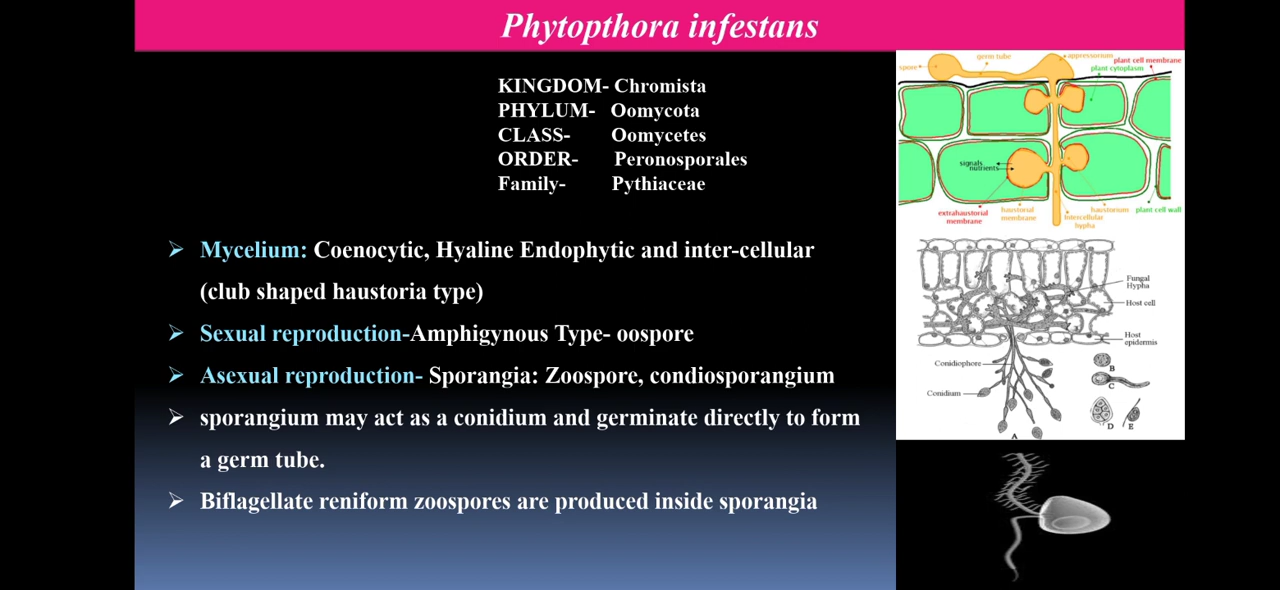 Phytopthora infestans
KINGDOM- Chromista
PHYLUM- Oomycota
CLASS- Oomycetes
ORDER- Peronosporales
Family- Pythiaceae
➢ Mycelium: Coenocytic, Hyaline Endophytic and inter-cellular
(club shaped haustoria type)
➢ Sexual reproduction-Amphigynous Type- oospore
➢ Asexual reproduction- Sporangia: Zoospore, condiosporangium
➢ sporangium may act as a conidium and germinate directly to form
a germ tube.
➢ Biflagellate reniform zoospores are produced inside sporangia
spore
germ tube
appressorium
plant cell membrane
plant cytoplasm
signals
nutrients
extrahaustorial
membrane
haustorial
membrane
Intercellular
hypha
haustorium
plant cell wall
Fungal
Hypha
Host cell
Host
epidermis
Conidiophore
Conidium
A
B
C
D
E